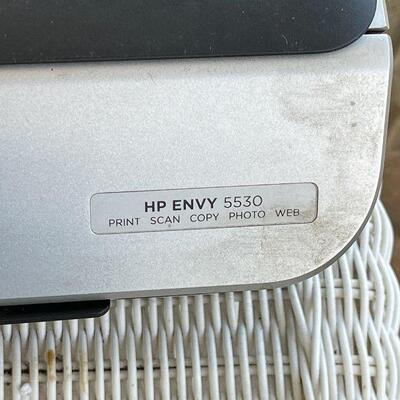 HP ENVY 5530
PRINT SCAN COPY PHOTO WEB